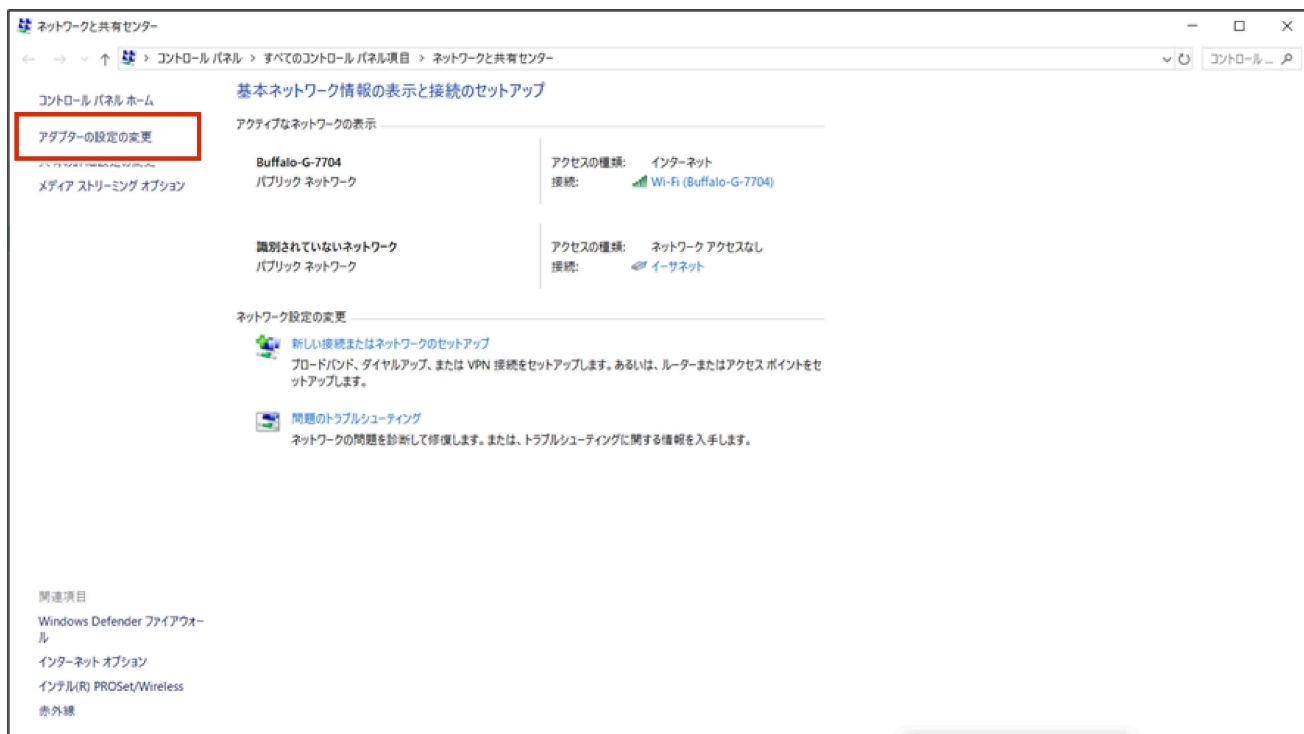 ネットワークと共有センター
コントロール パネル > すべてのコントロール パネル項目 > ネットワークと共有センター
コントロール ...
コントロール パネル ホーム
アダプターの設定の変更
共有の詳細設定の変更
メディア ストリーミング オプション
基本ネットワーク情報の表示と接続のセットアップ
アクティブなネットワークの表示
Buffalo-G-7704
パブリック ネットワーク
アクセスの種類: インターネット
接続: Wi-Fi (Buffalo-G-7704)
識別されていないネットワーク
パブリック ネットワーク
アクセスの種類: ネットワーク アクセスなし
接続: イーサネット
ネットワーク設定の変更
新しい接続またはネットワークのセットアップ
ブロードバンド、ダイヤルアップ、または VPN 接続をセットアップします。あるいは、ルーターまたはアクセス ポイントをセ
ットアップします。
問題のトラブルシューティング
ネットワークの問題を診断して修復します。または、トラブルシューティングに関する情報を入手します。
関連項目
Windows Defender ファイアウォー
ル
インターネット オプション
インテル(R) PROSet/Wireless
赤外線